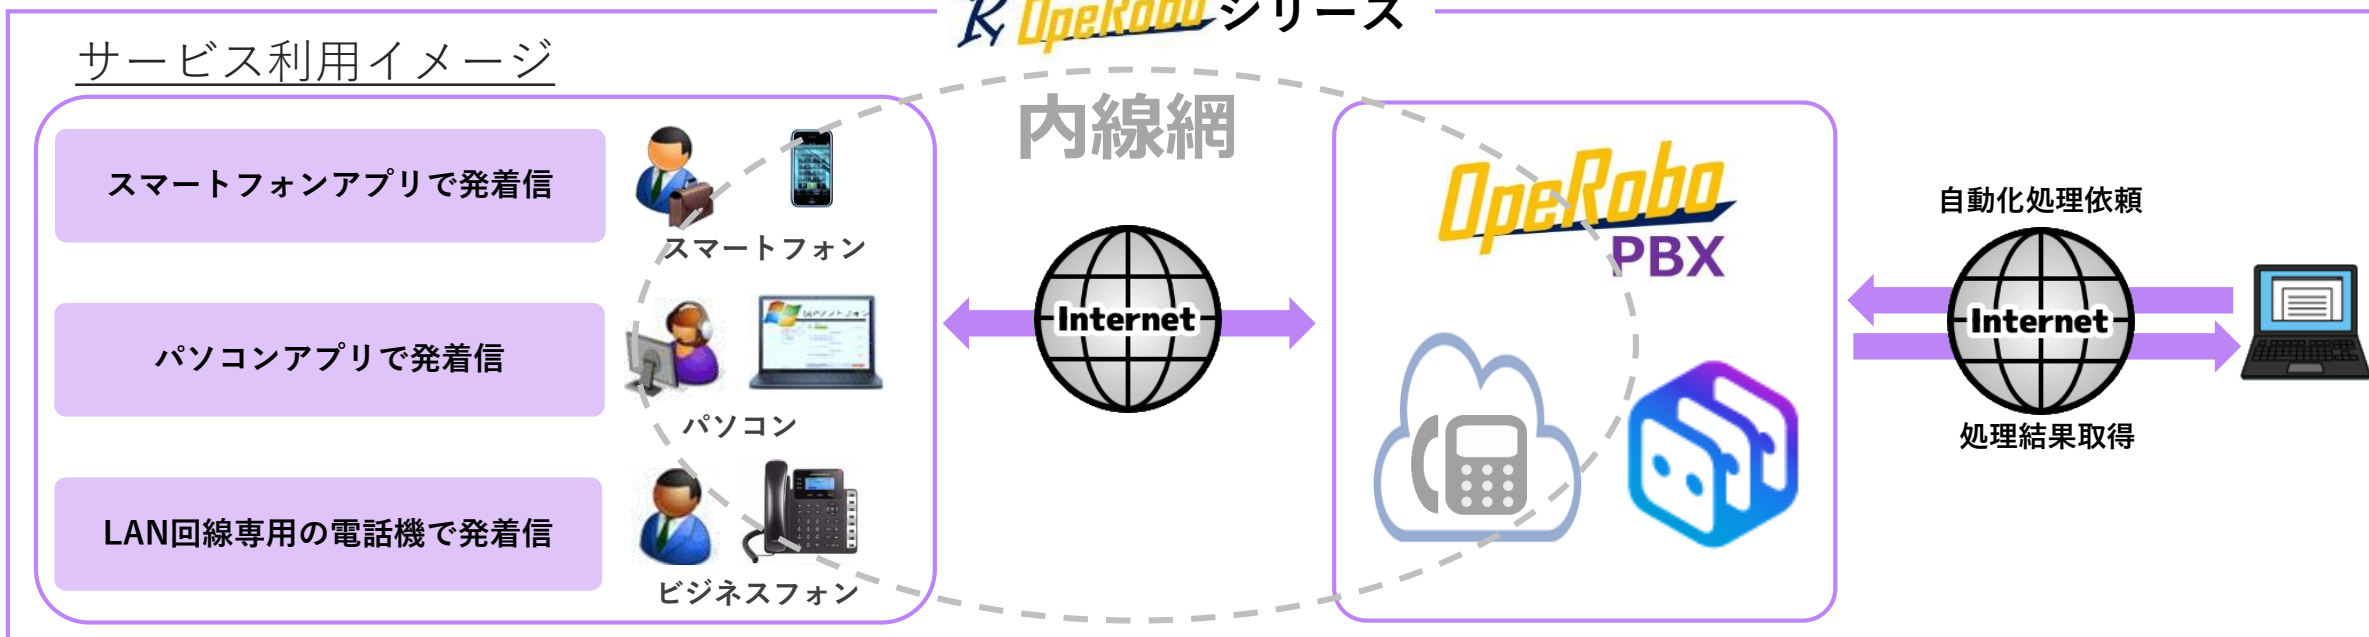 OpeRoboシリーズ
サービス利用イメージ
内線網
スマートフォンアプリで発着信
スマートフォン
パソコンアプリで発着信
パソコン
LAN回線専用の電話機で発着信
ビジネスフォン
Internet
OpeRobo
PBX
自動化処理依頼
Internet
処理結果取得